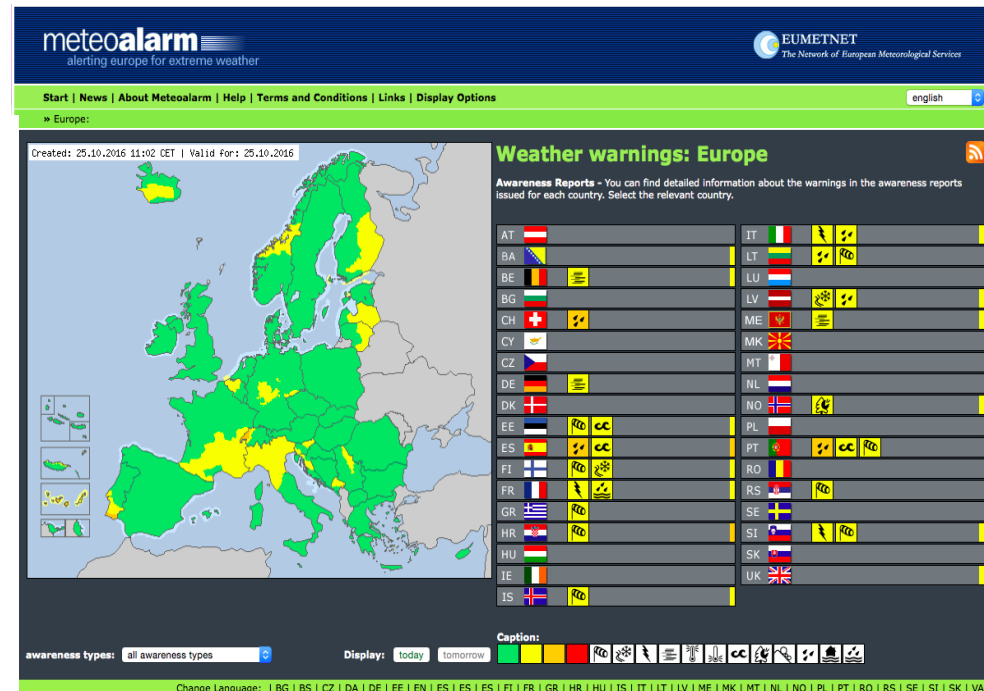 meteoalarm
alerting europe for extreme weather
EUMETNET
The Network of European Meteorological Services
Start | News | About Meteoalarm | Help | Terms and Conditions | Links | Display Options
english
» Europe:
Created: 25.10.2016 11:02 CET | Valid for: 25.10.2016
Weather warnings: Europe
Awareness Reports - You can find detailed information about the warnings in the awareness reports
issued for each country. Select the relevant country.
AT
BA
BE
BG
CH
CY
CZ
DE
DK
EE
ES
FI
FR
GR
HR
HU
IE
IS
IT
LT
LU
LV
ME
MK
MT
NL
NO
PL
PT
RO
RS
SE
SI
SK
UK
Caption:
awareness types:
all awareness types
Display:
today
tomorrow
Change Language: | BG | BS | CZ | DA | DE | EE | EN | ES | ES | ES | FI | FR | GR | HR | HU | IS | IT | LT | LV | ME | MK | MT | NL | NO | PL | PT | RO | RS | SE | SI | SK | VA